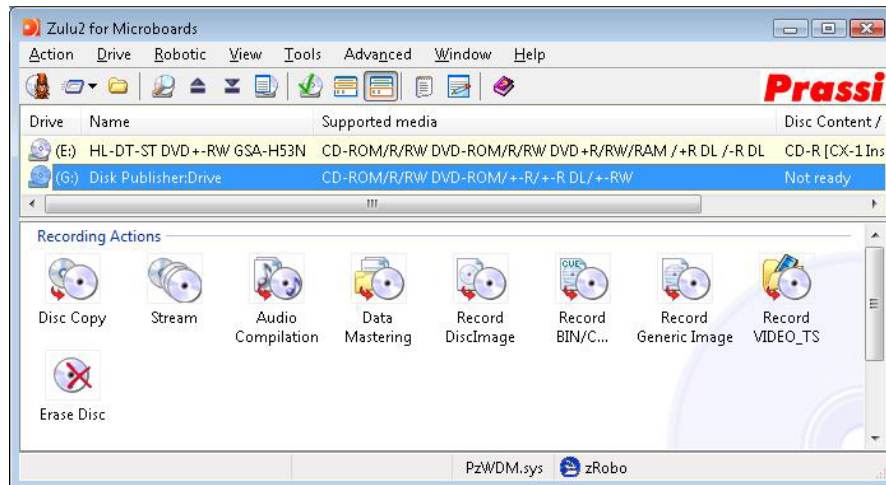 Zulu2 for Microboards
Action Drive Robotic View Tools Advanced Window Help
Prassi
Drive Name Supported media Disc Content /
(E:) HL-DT-ST DVD+-RW GSA-H53N CD-ROM/R/RW DVD-ROM/R/RW DVD+R/RW/RAM /+R DL /-R DL CD-R [CX-1 Ins
(G:) Disk Publisher:Drive CD-ROM/R/RW DVD-ROM/+-R/+-R DL/+-RW Not ready
Recording Actions
CUE
Disc Copy Stream Audio Data Record Record Record Record
Compilation Mastering DiscImage BIN/C... Generic Image VIDEO_TS
Erase Disc
PzWDM.sys zRobo